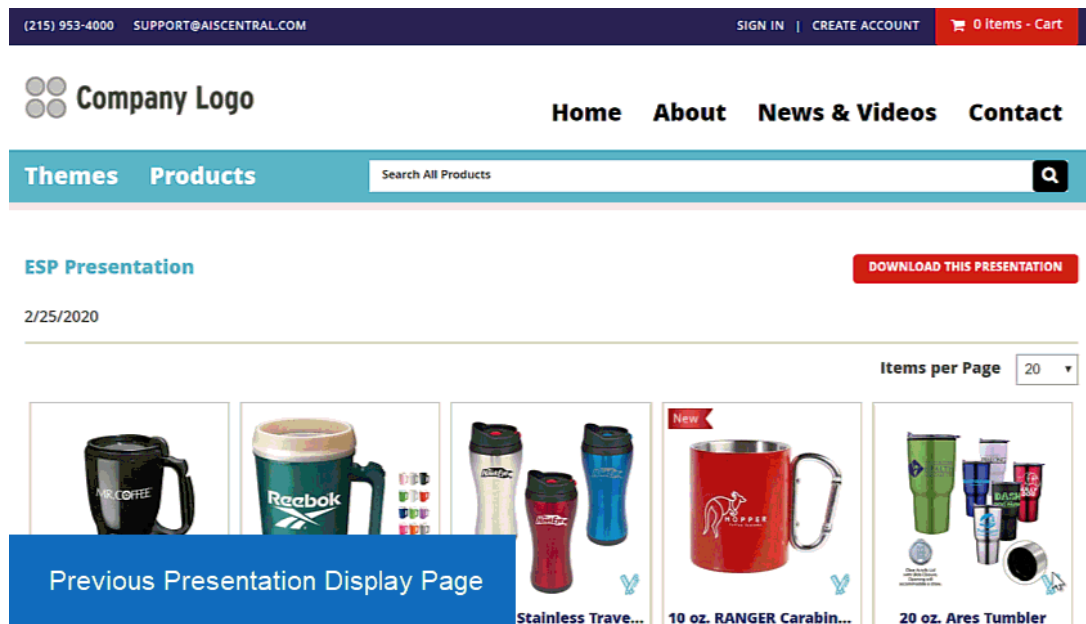 (215) 953-4000 SUPPORT@AISCENTRAL.COM SIGN IN | CREATE ACCOUNT 0 items - Cart
Company Logo
Home About News & Videos Contact
Themes Products Search All Products
ESP Presentation DOWNLOAD THIS PRESENTATION
2/25/2020
Items per Page 20
New
MR.COFFEE
Reebok
HOPPER
Previous Presentation Display Page
Stainless Trave... 10 oz. RANGER Carabin... 20 oz. Ares Tumbler